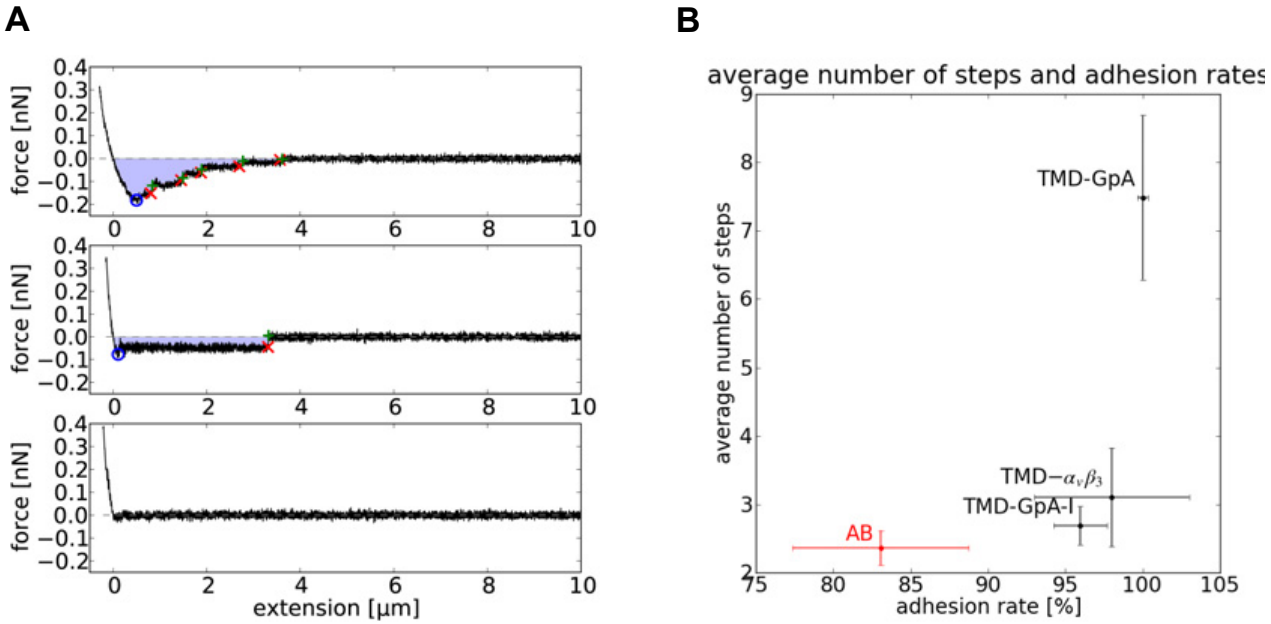 A
0.4
0.3
0.2
0.1
0.0
−0.1
−0.2
force [nN]
0 2 4 6 8 10
0.4
0.3
0.2
0.1
0.0
−0.1
−0.2
force [nN]
0 2 4 6 8 10
0.4
0.3
0.2
0.1
0.0
−0.1
−0.2
force [nN]
0 2 4 6 8 10
extension [μm]
B
average number of steps and adhesion rates
9
8
7
6
5
4
3
2
average number of steps
TMD-GpA
TMD−αᵥβ₃
TMD-GpA-I
AB
75 80 85 90 95 100 105
adhesion rate [%]